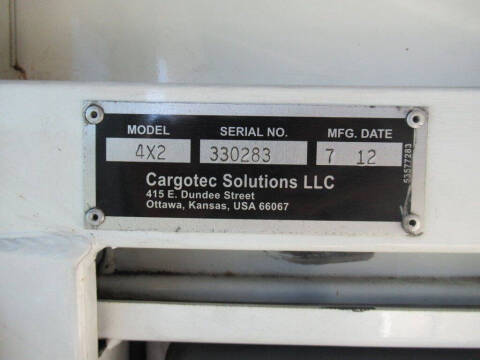 MODEL SERIAL NO. MFG. DATE
4X2 330283 7 12
Cargotec Solutions LLC
415 E. Dundee Street
Ottawa, Kansas, USA 66067
53577283